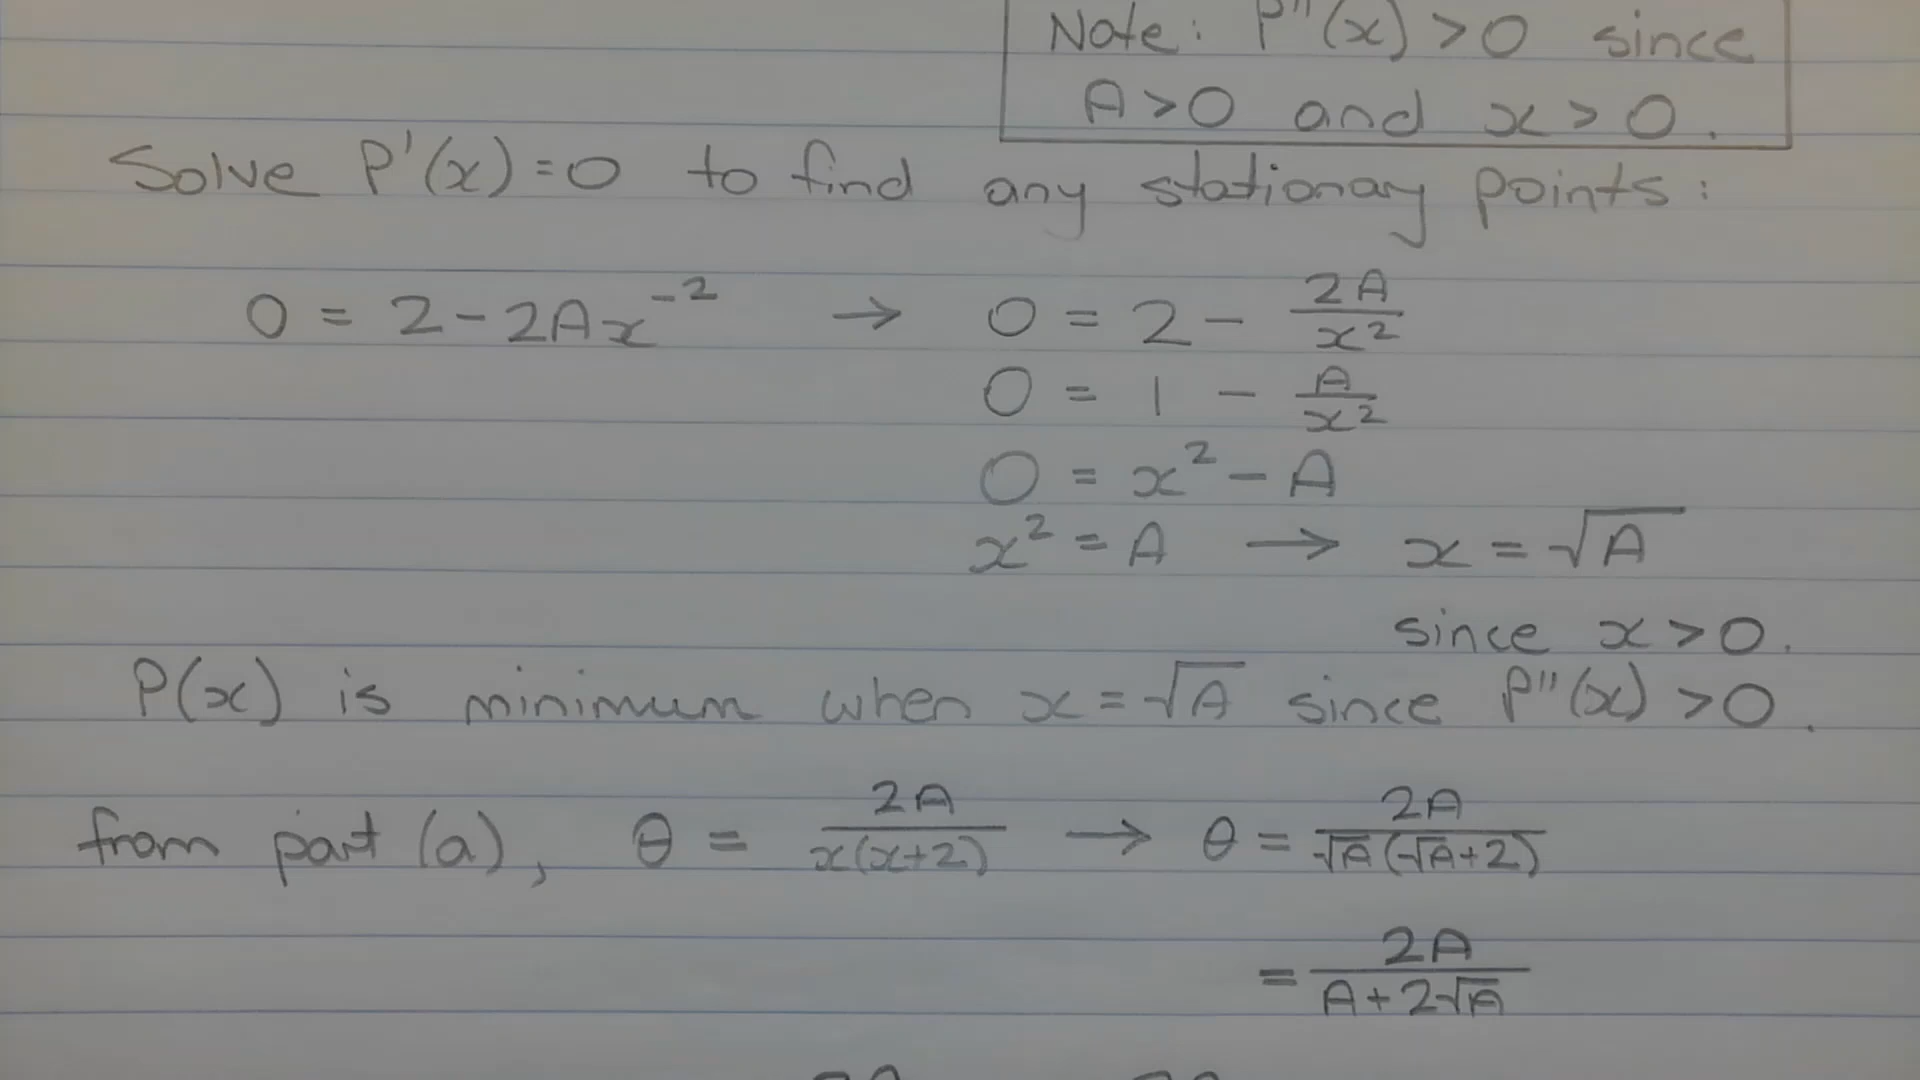 Note: P''(x) > 0 since
A > 0 and x > 0.
Solve P'(x) = 0 to find any stationary points:
0 = 2 - 2Ax⁻² → 0 = 2 - 2A/x²
0 = 1 - A/x²
0 = x² - A
x² = A → x = √A
since x > 0.
P(x) is minimum when x = √A since P''(x) > 0.
from part (a), θ = 2A/x(x+2) → θ = 2A/√A(√A+2)
= 2A/A+2√A